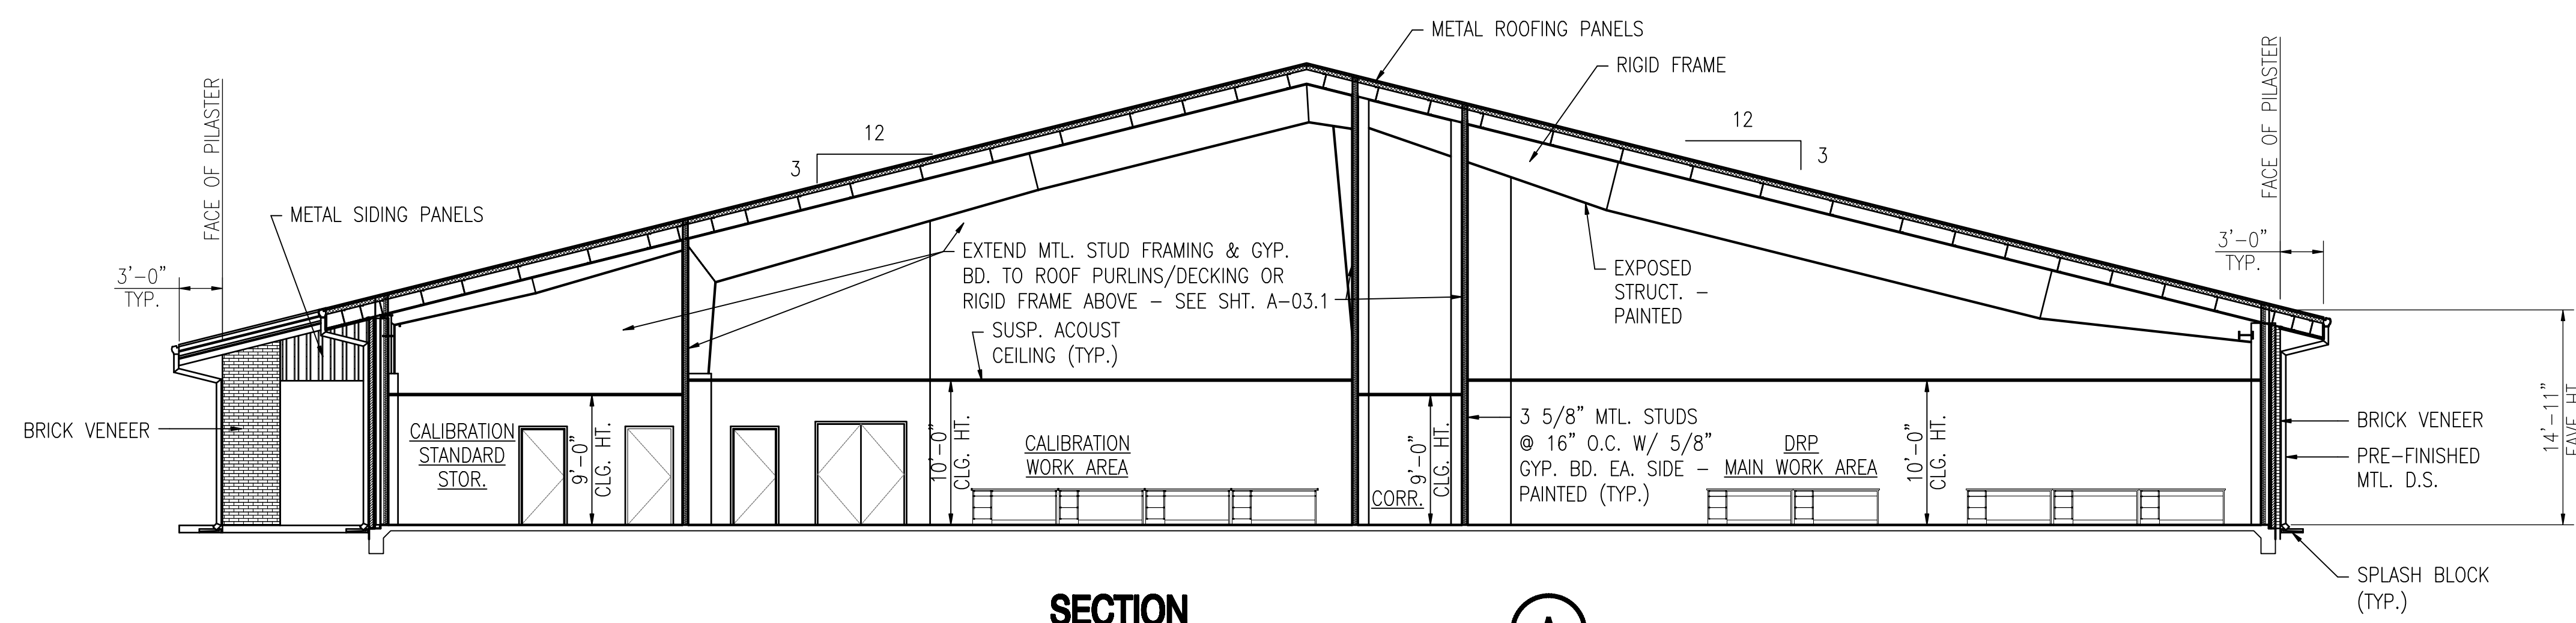 METAL ROOFING PANELS
RIGID FRAME
FACE OF PILASTER
FACE OF PILASTER
12
3
12
3
METAL SIDING PANELS
3'-0"
TYP.
3'-0"
TYP.
EXTEND MTL. STUD FRAMING & GYP.
BD. TO ROOF PURLINS/DECKING OR
RIGID FRAME ABOVE – SEE SHT. A-03.1
EXPOSED
STRUCT. –
PAINTED
SUSP. ACOUST
CEILING (TYP.)
BRICK VENEER
CALIBRATION
STANDARD
STOR.
9'-0"
CLG. HT.
10'-0"
CLG. HT.
CALIBRATION
WORK AREA
CORR.
9'-0"
CLG. HT.
3 5/8" MTL. STUDS
@ 16" O.C. W/ 5/8"
GYP. BD. EA. SIDE –
PAINTED (TYP.)
DRP
MAIN WORK AREA
10'-0"
CLG. HT.
BRICK VENEER
PRE-FINISHED
MTL. D.S.
14'-11"
EAVE HT.
SPLASH BLOCK
(TYP.)
SECTION
A